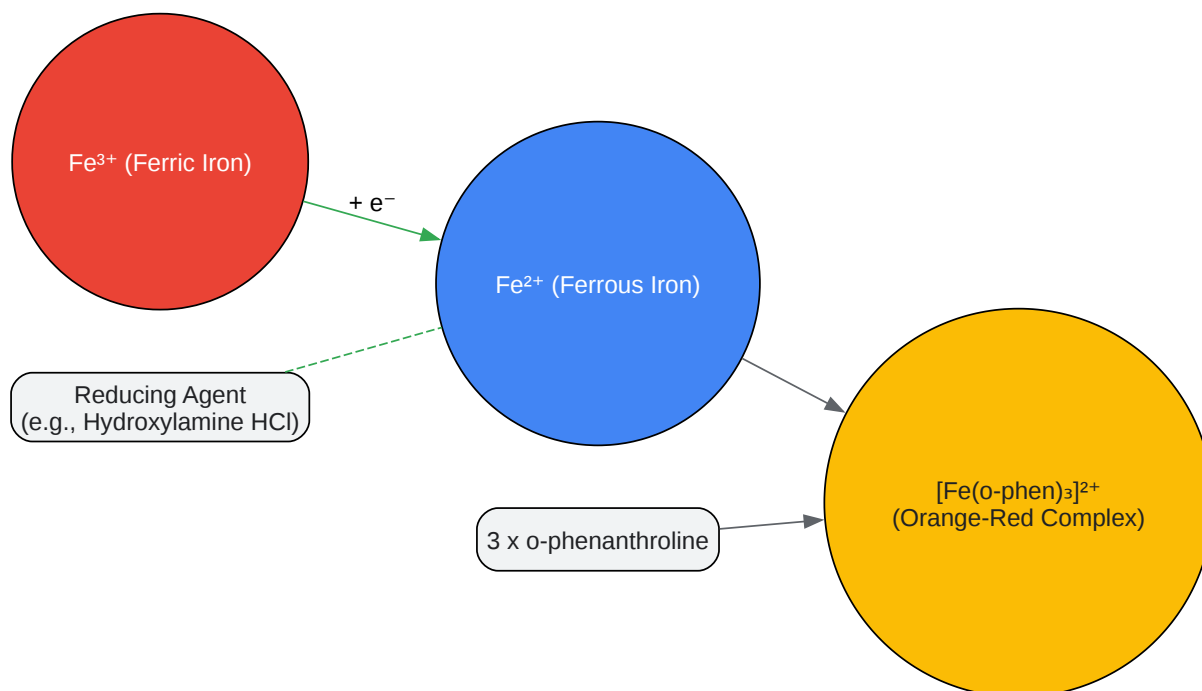 Fe³⁺ (Ferric Iron)
+ e⁻
Fe²⁺ (Ferrous Iron)
Reducing Agent
(e.g., Hydroxylamine HCl)
[Fe(o-phen)₃]²⁺
(Orange-Red Complex)
3 x o-phenanthroline